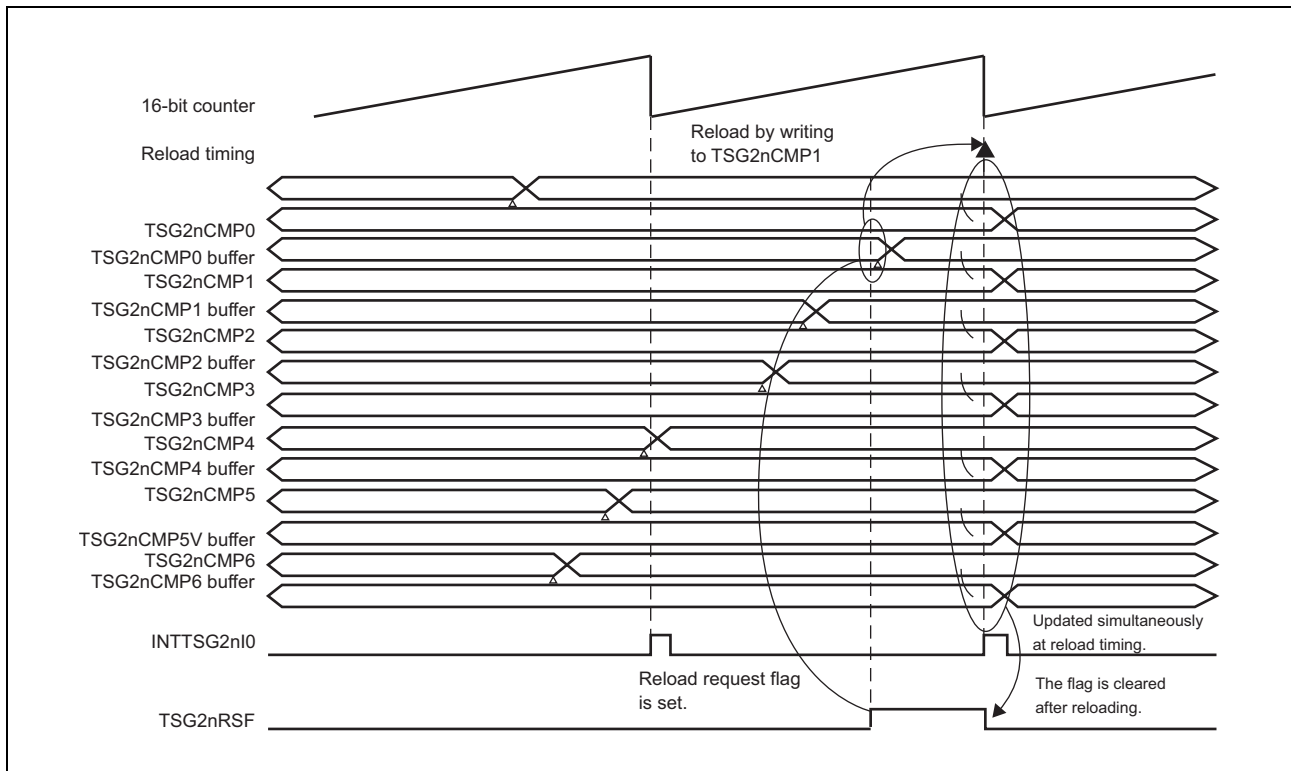 16-bit counter
Reload timing
Reload by writing
to TSG2nCMP1
TSG2nCMP0
TSG2nCMP0 buffer
TSG2nCMP1
TSG2nCMP1 buffer
TSG2nCMP2
TSG2nCMP2 buffer
TSG2nCMP3
TSG2nCMP3 buffer
TSG2nCMP4
TSG2nCMP4 buffer
TSG2nCMP5
TSG2nCMP5V buffer
TSG2nCMP6
TSG2nCMP6 buffer
Updated simultaneously
at reload timing.
INTTSG2nI0
Reload request flag
is set.
The flag is cleared
after reloading.
TSG2nRSF